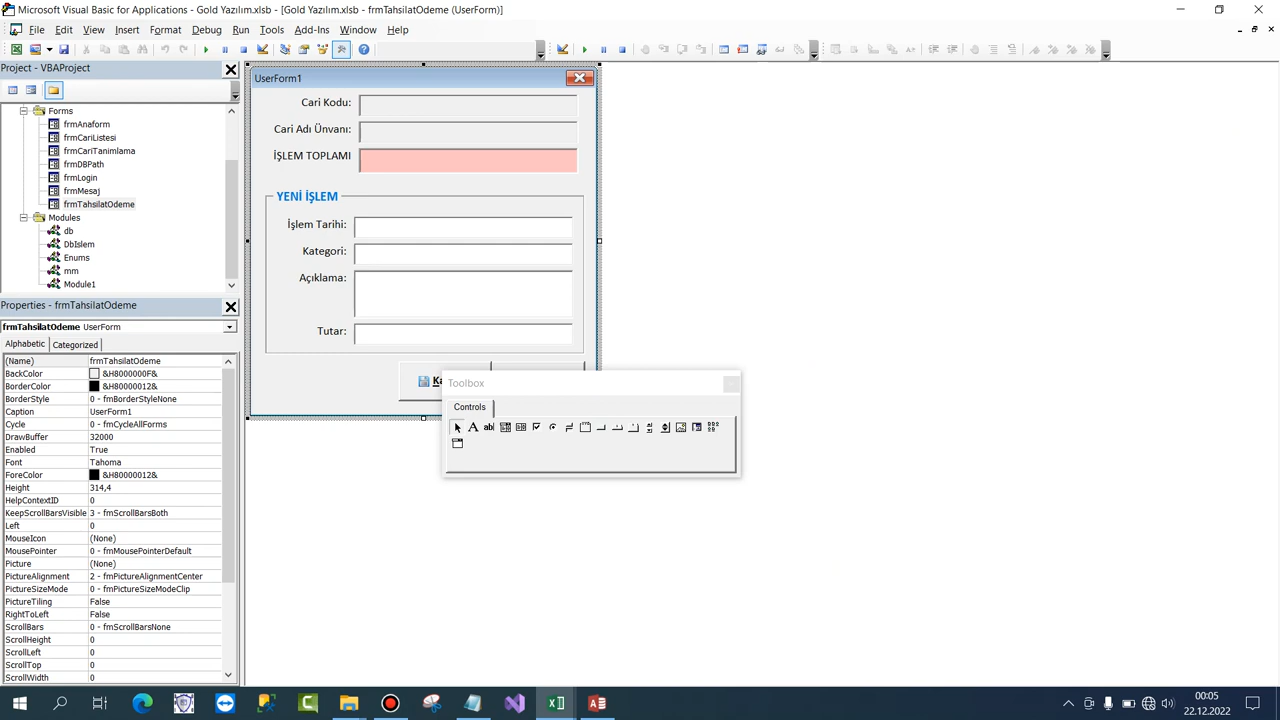 Microsoft Visual Basic for Applications - Gold Yazılım.xlsb - [Gold Yazılım.xlsb - frmTahsilatOdeme (UserForm)]
File Edit View Insert Format Debug Run Tools Add-Ins Window Help
Project - VBAProject
Forms
frmAnaform
frmCariListesi
frmCariTanimlama
frmDBPath
frmLogin
frmMesaj
frmTahsilatOdeme
Modules
db
DbIslem
Enums
mm
Module1
Properties - frmTahsilatOdeme
frmTahsilatOdeme UserForm
Alphabetic Categorized
(Name) frmTahsilatOdeme
BackColor &H8000000F&
BorderColor &H80000012&
BorderStyle 0 - fmBorderStyleNone
Caption UserForm1
Cycle 0 - fmCycleAllForms
DrawBuffer 32000
Enabled True
Font Tahoma
ForeColor &H80000012&
Height 314,4
HelpContextID 0
KeepScrollBarsVisible 3 - fmScrollBarsBoth
Left 0
MouseIcon (None)
MousePointer 0 - fmMousePointerDefault
Picture (None)
PictureAlignment 2 - fmPictureAlignmentCenter
PictureSizeMode 0 - fmPictureSizeModeClip
PictureTiling False
RightToLeft False
ScrollBars 0 - fmScrollBarsNone
ScrollHeight 0
ScrollLeft 0
ScrollTop 0
ScrollWidth 0
UserForm1
Cari Kodu:
Cari Adı Ünvanı:
İŞLEM TOPLAMI
YENİ İŞLEM
İşlem Tarihi:
Kategori:
Açıklama:
Tutar:
Toolbox
Controls
00:05
22.12.2022